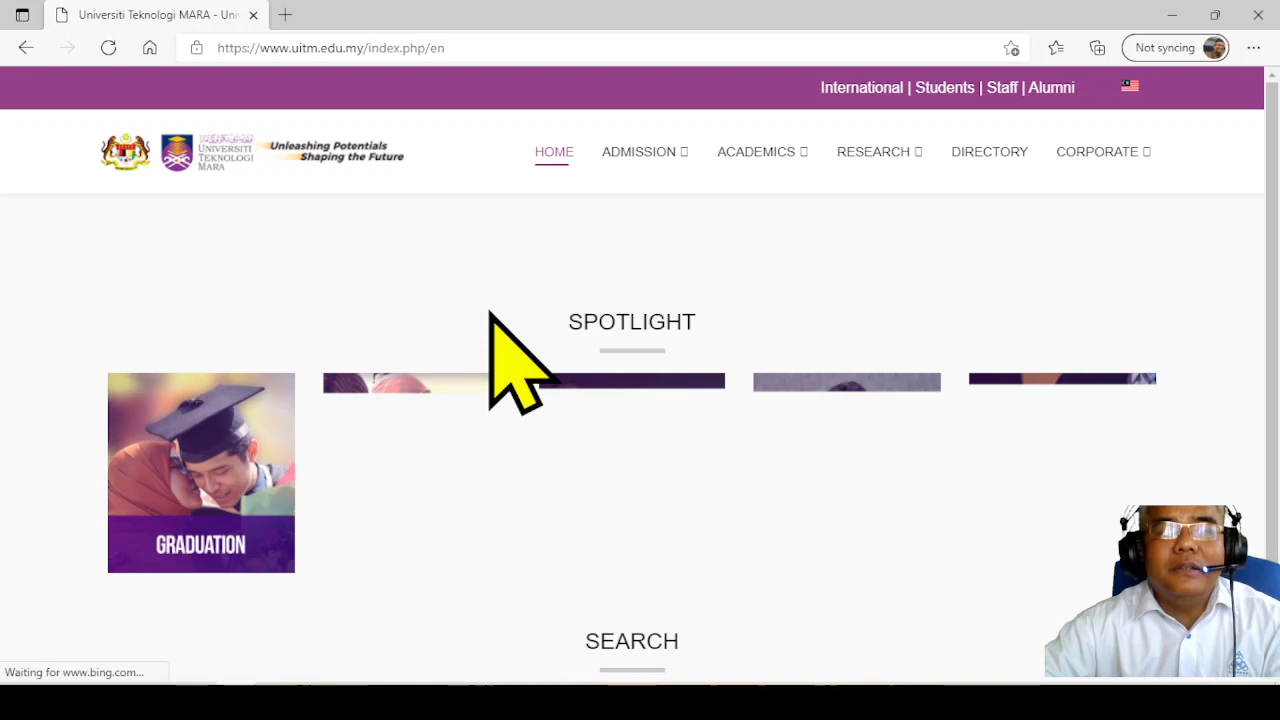 Universiti Teknologi MARA - Uni
https://www.uitm.edu.my/index.php/en
Not syncing
International | Students | Staff | Alumni
UNIVERSITI
TEKNOLOGI
MARA
Unleashing Potentials
Shaping the Future
HOME
ADMISSION
ACADEMICS
RESEARCH
DIRECTORY
CORPORATE
SPOTLIGHT
GRADUATION
SEARCH
Waiting for www.bing.com...